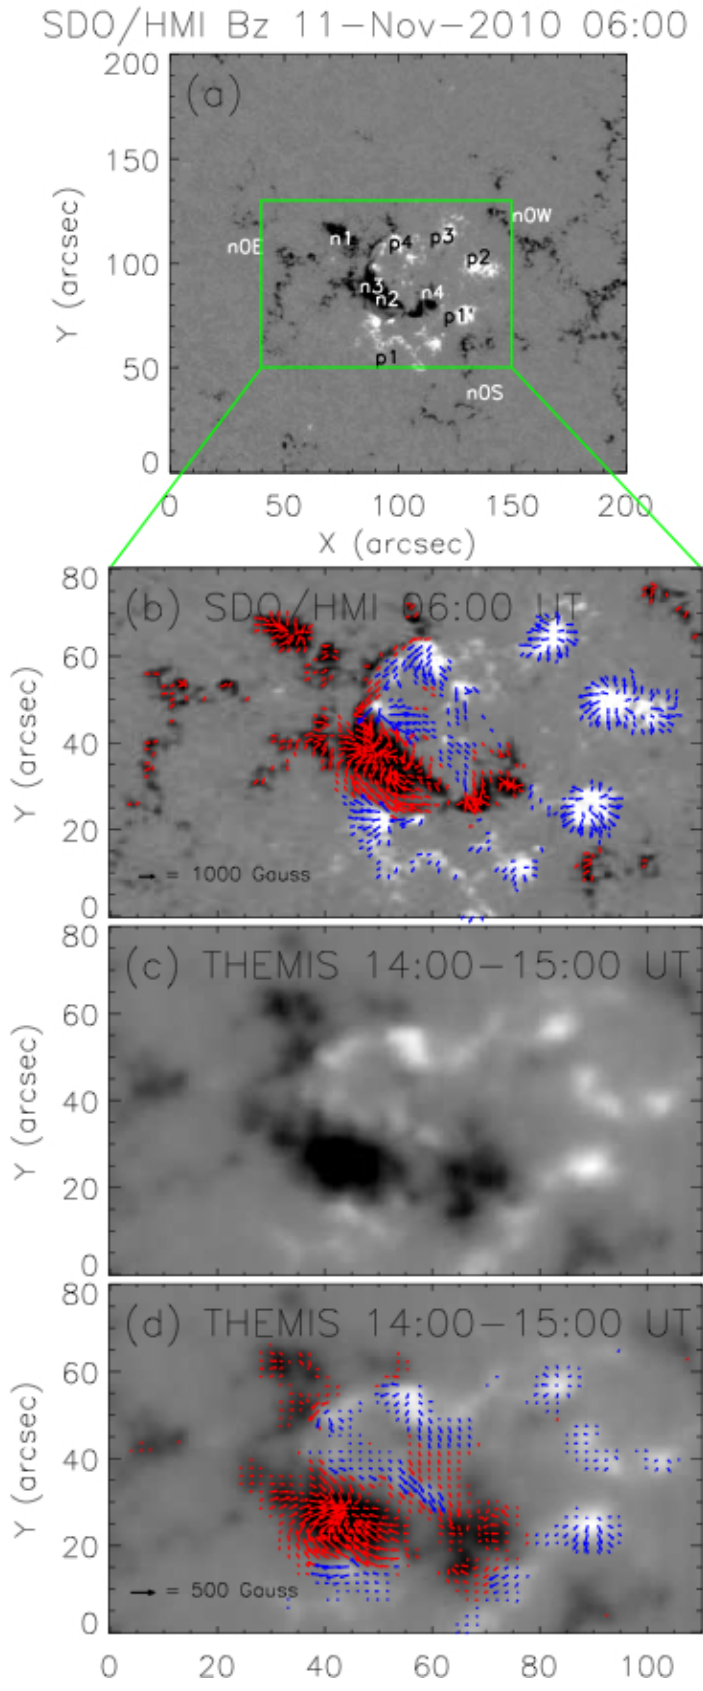 SDO/HMI Bz 11-Nov-2010 06:00
200
(a)
150
n0W
n1
p3
n0E
p4
p2
100
n3
n4
n2
p1'
p1
50
n0S
0
0 50 100 150 200
X (arcsec)
Y (arcsec)
80
(b) SDO/HMI 06:00 UT
60
40
20
= 1000 Gauss
0
Y (arcsec)
80
(c) THEMIS 14:00-15:00 UT
60
40
20
0
Y (arcsec)
80
(d) THEMIS 14:00-15:00 UT
60
40
20
= 500 Gauss
0
Y (arcsec)
0 20 40 60 80 100